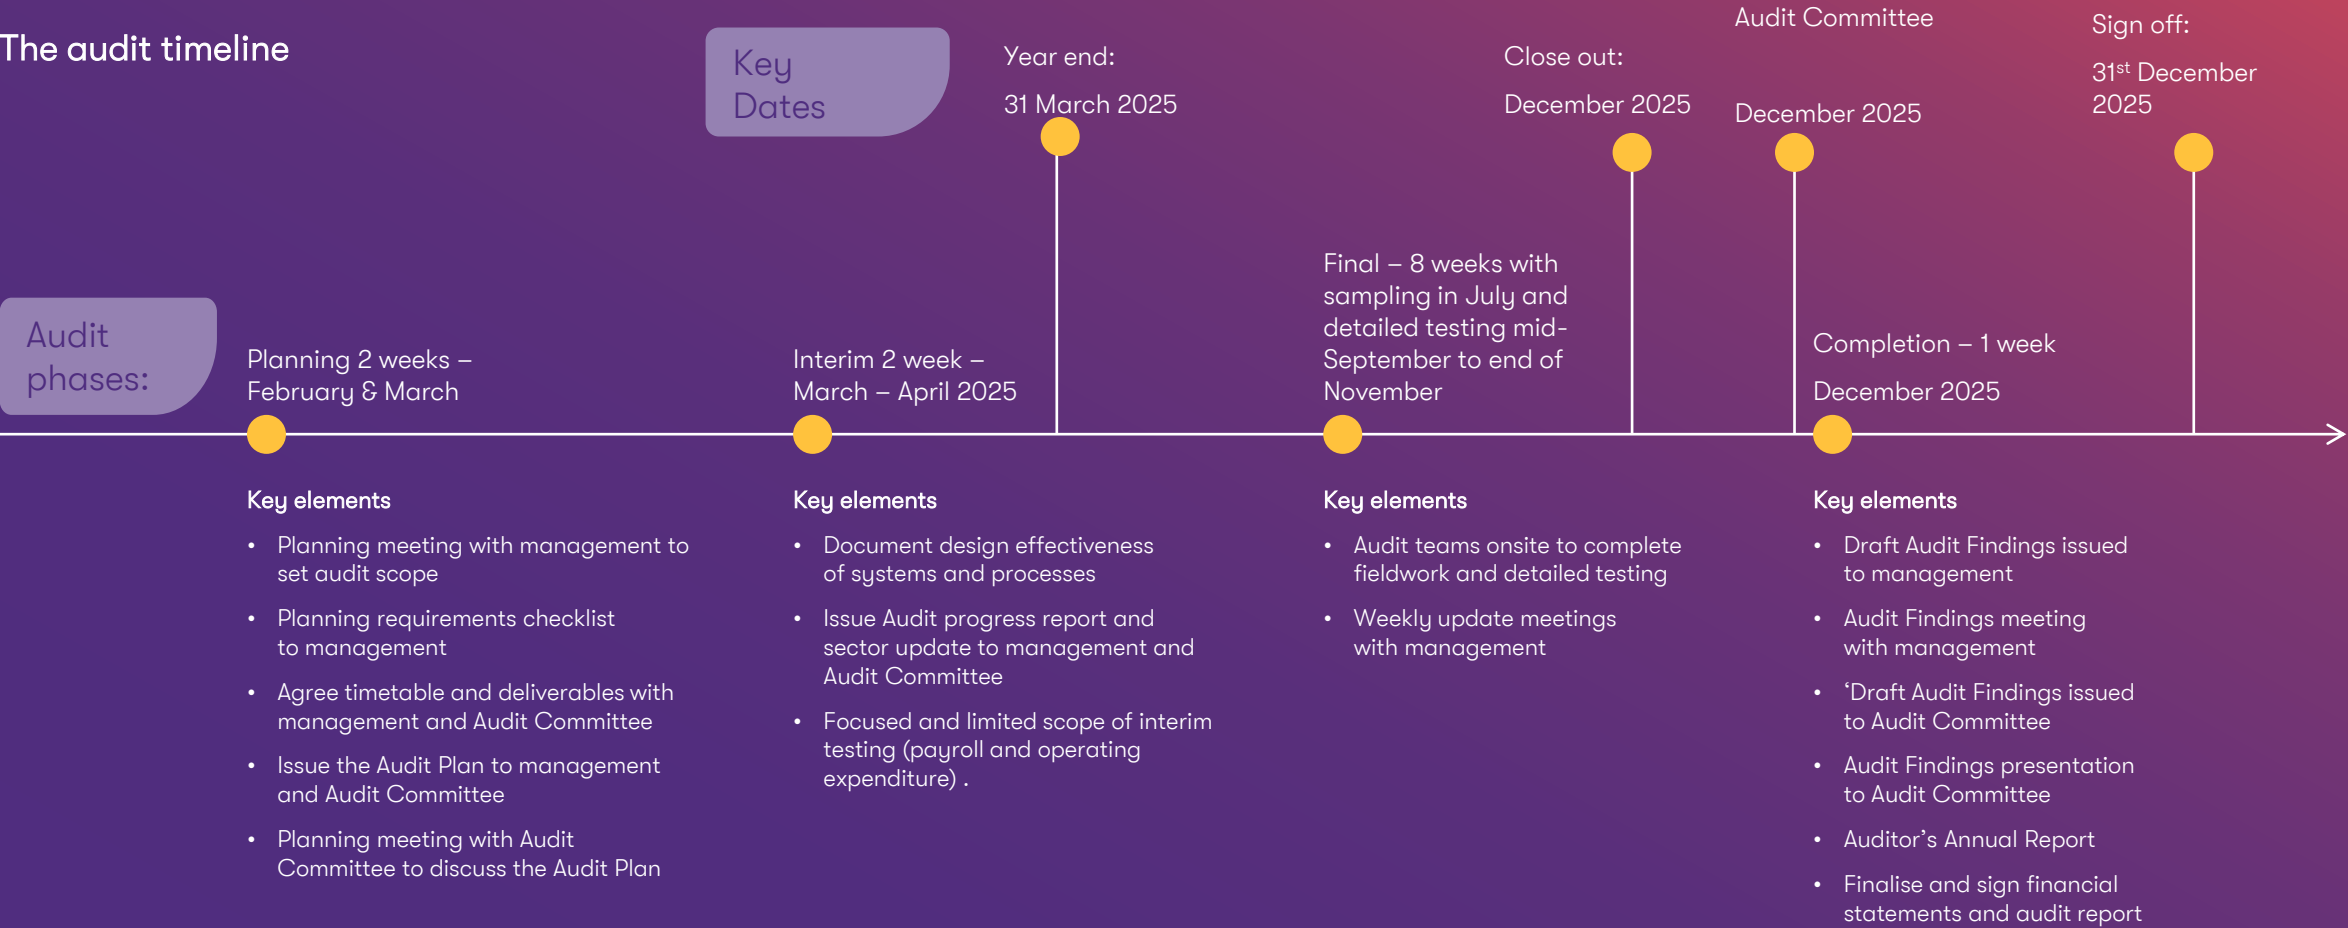 The audit timeline
Key
Dates
Year end:
31 March 2025
Close out:
December 2025
Audit Committee
December 2025
Sign off:
31st December
2025
Audit
phases:
Planning 2 weeks –
February & March
Interim 2 week –
March – April 2025
Final – 8 weeks with
sampling in July and
detailed testing mid-
September to end of
November
Completion – 1 week
December 2025
Key elements
• Planning meeting with management to
set audit scope
• Planning requirements checklist
to management
• Agree timetable and deliverables with
management and Audit Committee
• Issue the Audit Plan to management
and Audit Committee
• Planning meeting with Audit
Committee to discuss the Audit Plan
Key elements
• Document design effectiveness
of systems and processes
• Issue Audit progress report and
sector update to management and
Audit Committee
• Focused and limited scope of interim
testing (payroll and operating
expenditure) .
Key elements
• Audit teams onsite to complete
fieldwork and detailed testing
• Weekly update meetings
with management
Key elements
• Draft Audit Findings issued
to management
• Audit Findings meeting
with management
• ‘Draft Audit Findings issued
to Audit Committee
• Audit Findings presentation
to Audit Committee
• Auditor’s Annual Report
• Finalise and sign financial
statements and audit report